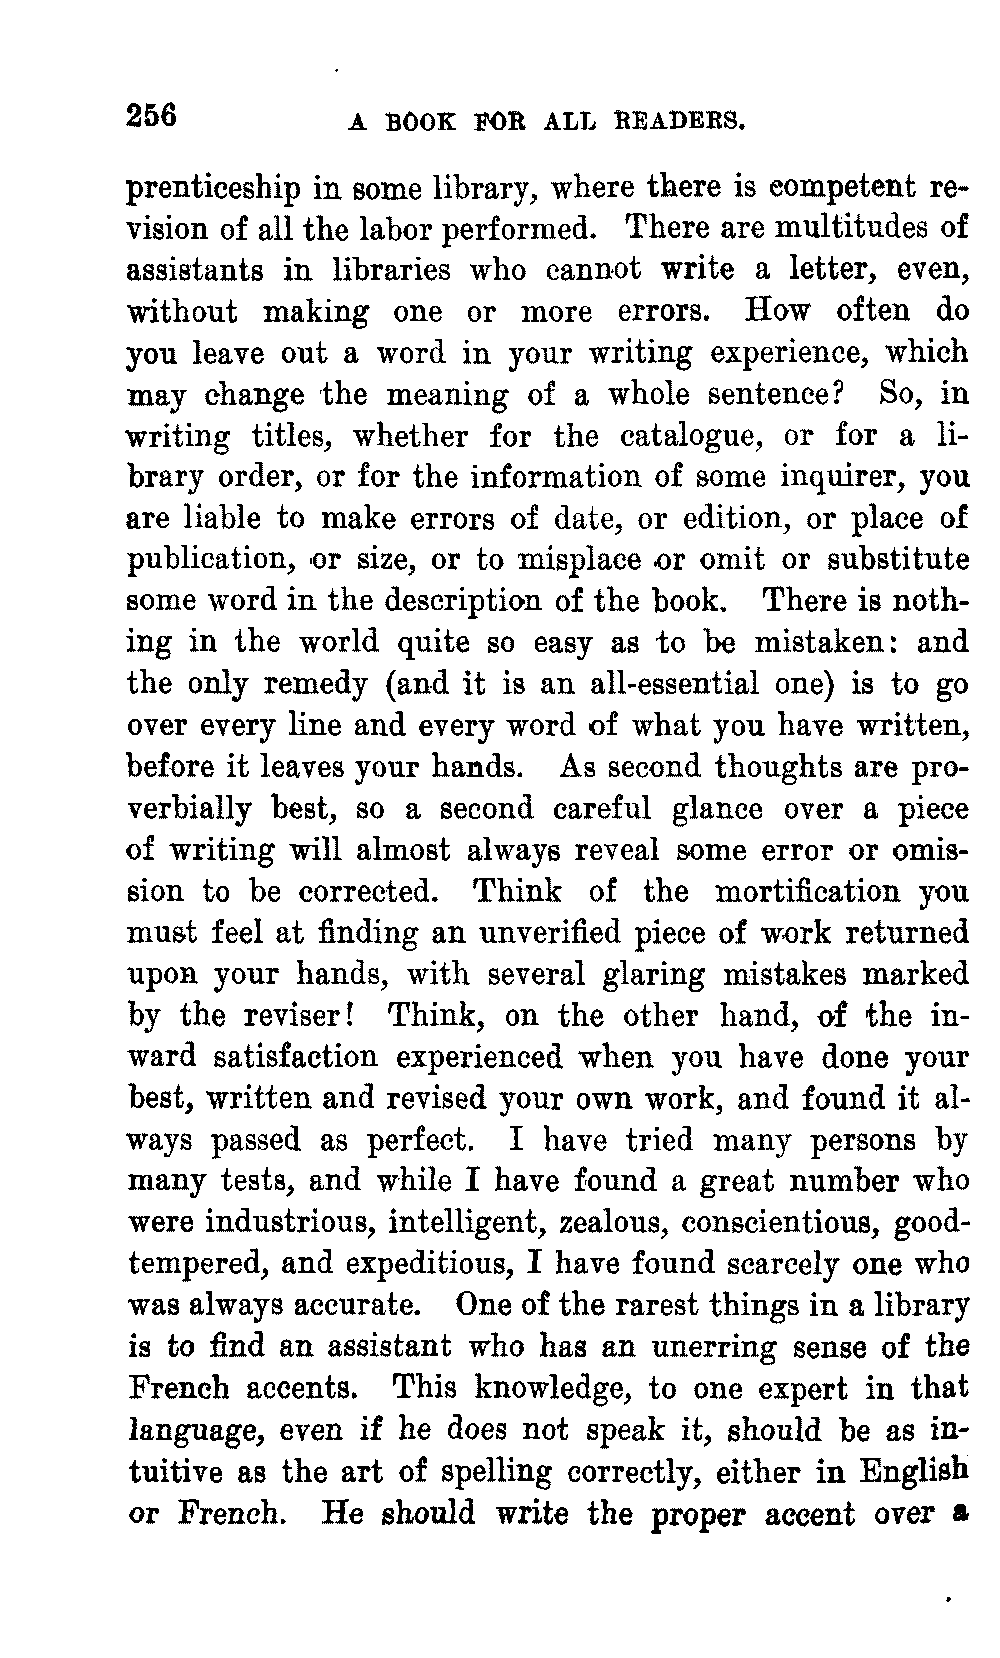 256 A BOOK FOR ALL READERS.
prenticeship in some library, where there is competent re-
vision of all the labor performed. There are multitudes of
assistants in libraries who cannot write a letter, even,
without making one or more errors. How often do
you leave out a word in your writing experience, which
may change the meaning of a whole sentence? So, in
writing titles, whether for the catalogue, or for a li-
brary order, or for the information of some inquirer, you
are liable to make errors of date, or edition, or place of
publication, or size, or to misplace or omit or substitute
some word in the description of the book. There is noth-
ing in the world quite so easy as to be mistaken: and
the only remedy (and it is an all-essential one) is to go
over every line and every word of what you have written,
before it leaves your hands. As second thoughts are pro-
verbially best, so a second careful glance over a piece
of writing will almost always reveal some error or omis-
sion to be corrected. Think of the mortification you
must feel at finding an unverified piece of work returned
upon your hands, with several glaring mistakes marked
by the reviser! Think, on the other hand, of the in-
ward satisfaction experienced when you have done your
best, written and revised your own work, and found it al-
ways passed as perfect. I have tried many persons by
many tests, and while I have found a great number who
were industrious, intelligent, zealous, conscientious, good-
tempered, and expeditious, I have found scarcely one who
was always accurate. One of the rarest things in a library
is to find an assistant who has an unerring sense of the
French accents. This knowledge, to one expert in that
language, even if he does not speak it, should be as in-
tuitive as the art of spelling correctly, either in English
or French. He should write the proper accent over a